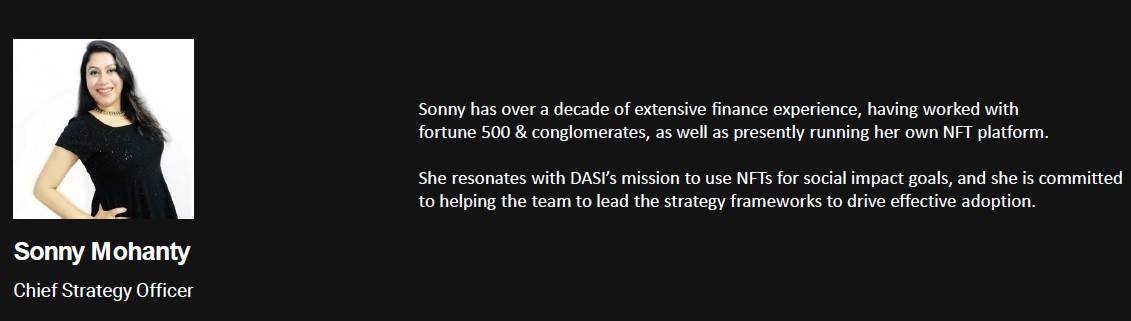 Sonny has over a decade of extensive finance experience, having worked with
fortune 500 & conglomerates, as well as presently running her own NFT platform.
She resonates with DASI’s mission to use NFTs for social impact goals, and she is committed
to helping the team to lead the strategy frameworks to drive effective adoption.
Sonny Mohanty
Chief Strategy Officer